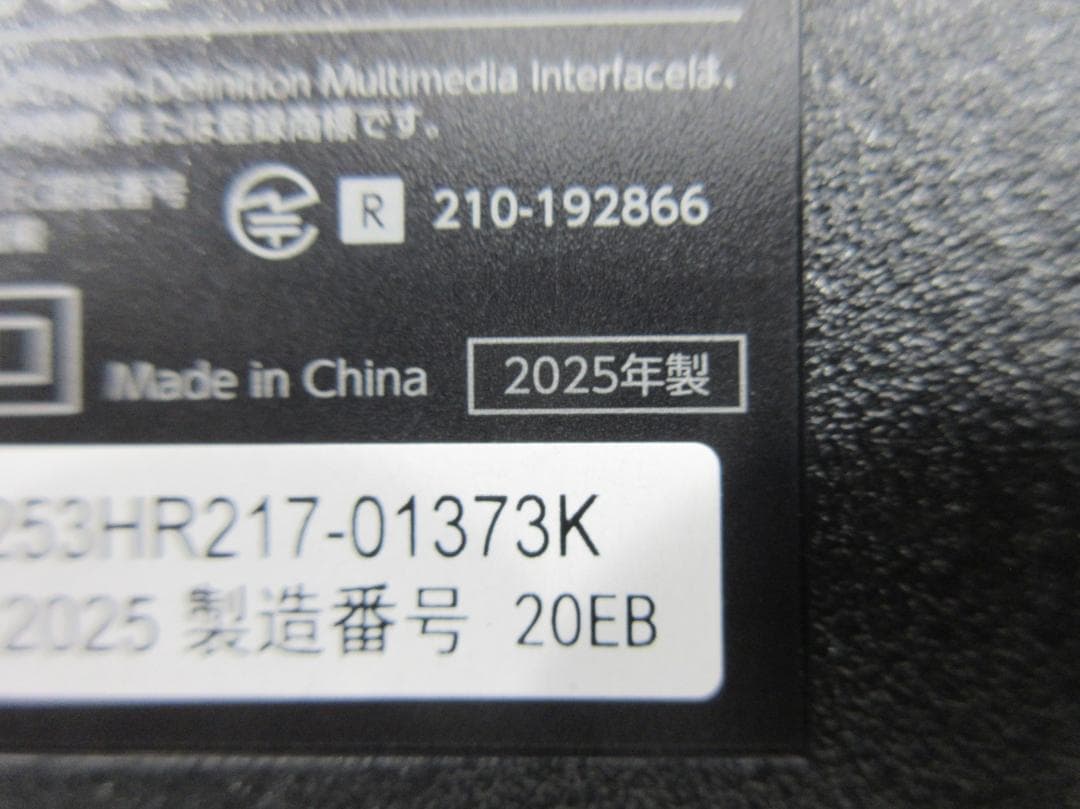 Definition Multimedia Interfaceは、
または登録商標です。
R 210-192866
Made in China 2025年製
253HR217-01373K
2025 製造番号 20EB